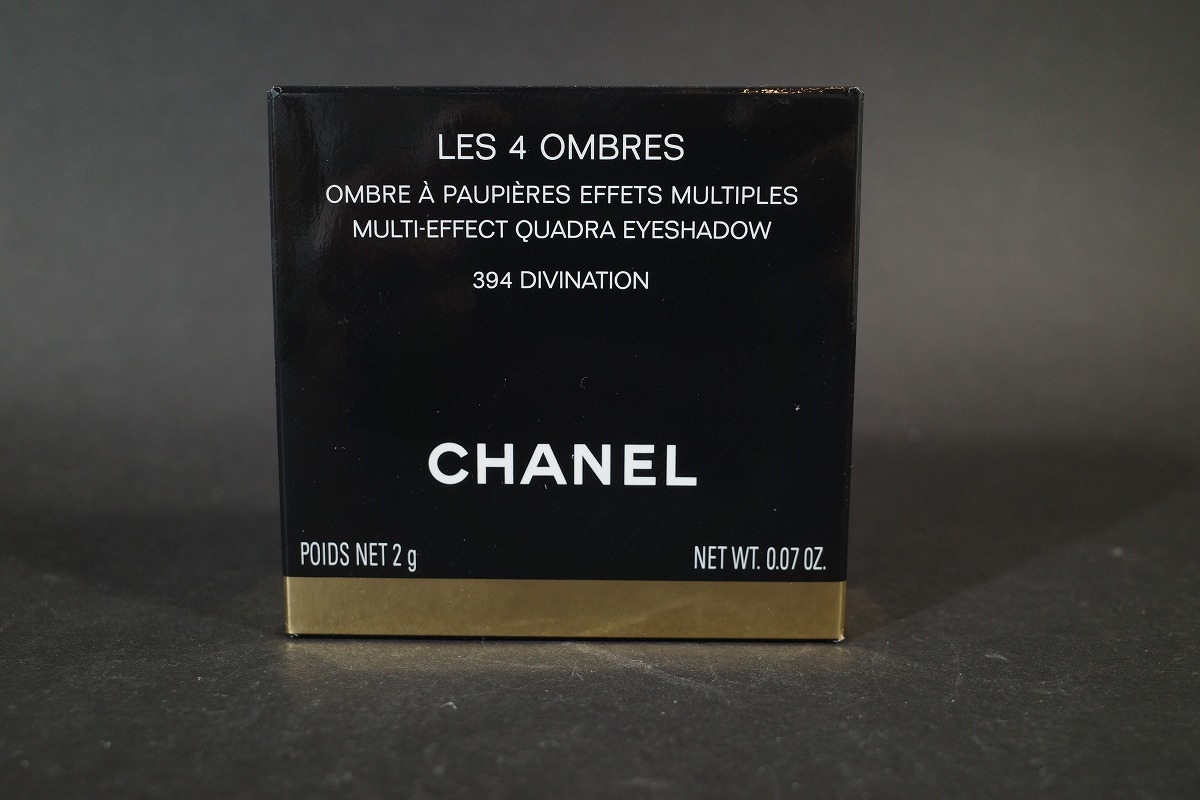 LES 4 OMBRES
OMBRE À PAUPIÈRES EFFETS MULTIPLES
MULTI-EFFECT QUADRA EYESHADOW
394 DIVINATION
CHANEL
POIDS NET 2 g
NET WT. 0.07 OZ.